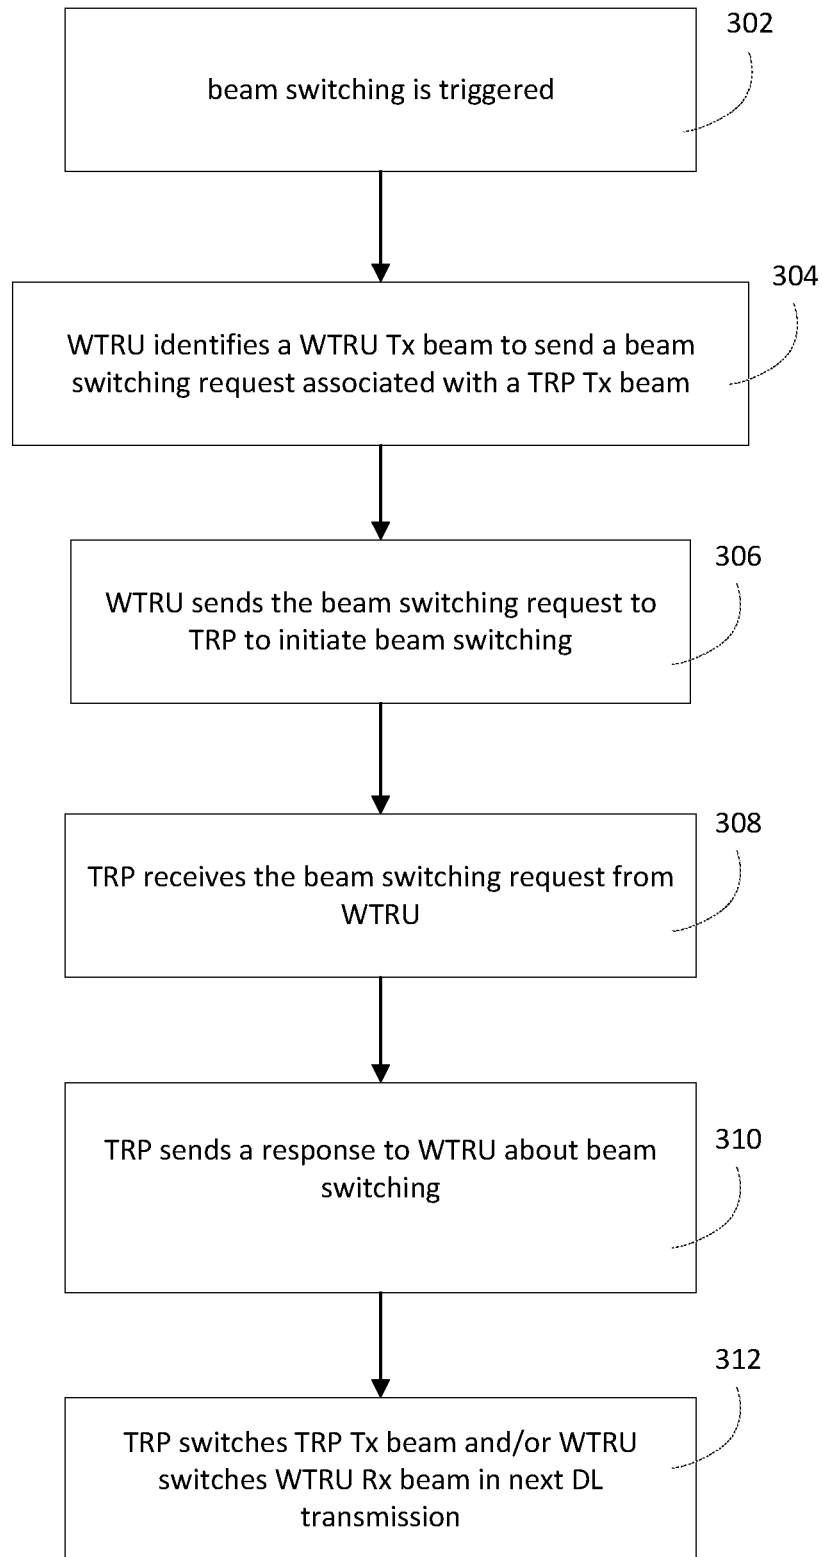 302
beam switching is triggered
304
WTRU identifies a WTRU Tx beam to send a beam
switching request associated with a TRP Tx beam
306
WTRU sends the beam switching request to
TRP to initiate beam switching
308
TRP receives the beam switching request from
WTRU
310
TRP sends a response to WTRU about beam
switching
312
TRP switches TRP Tx beam and/or WTRU
switches WTRU Rx beam in next DL
transmission